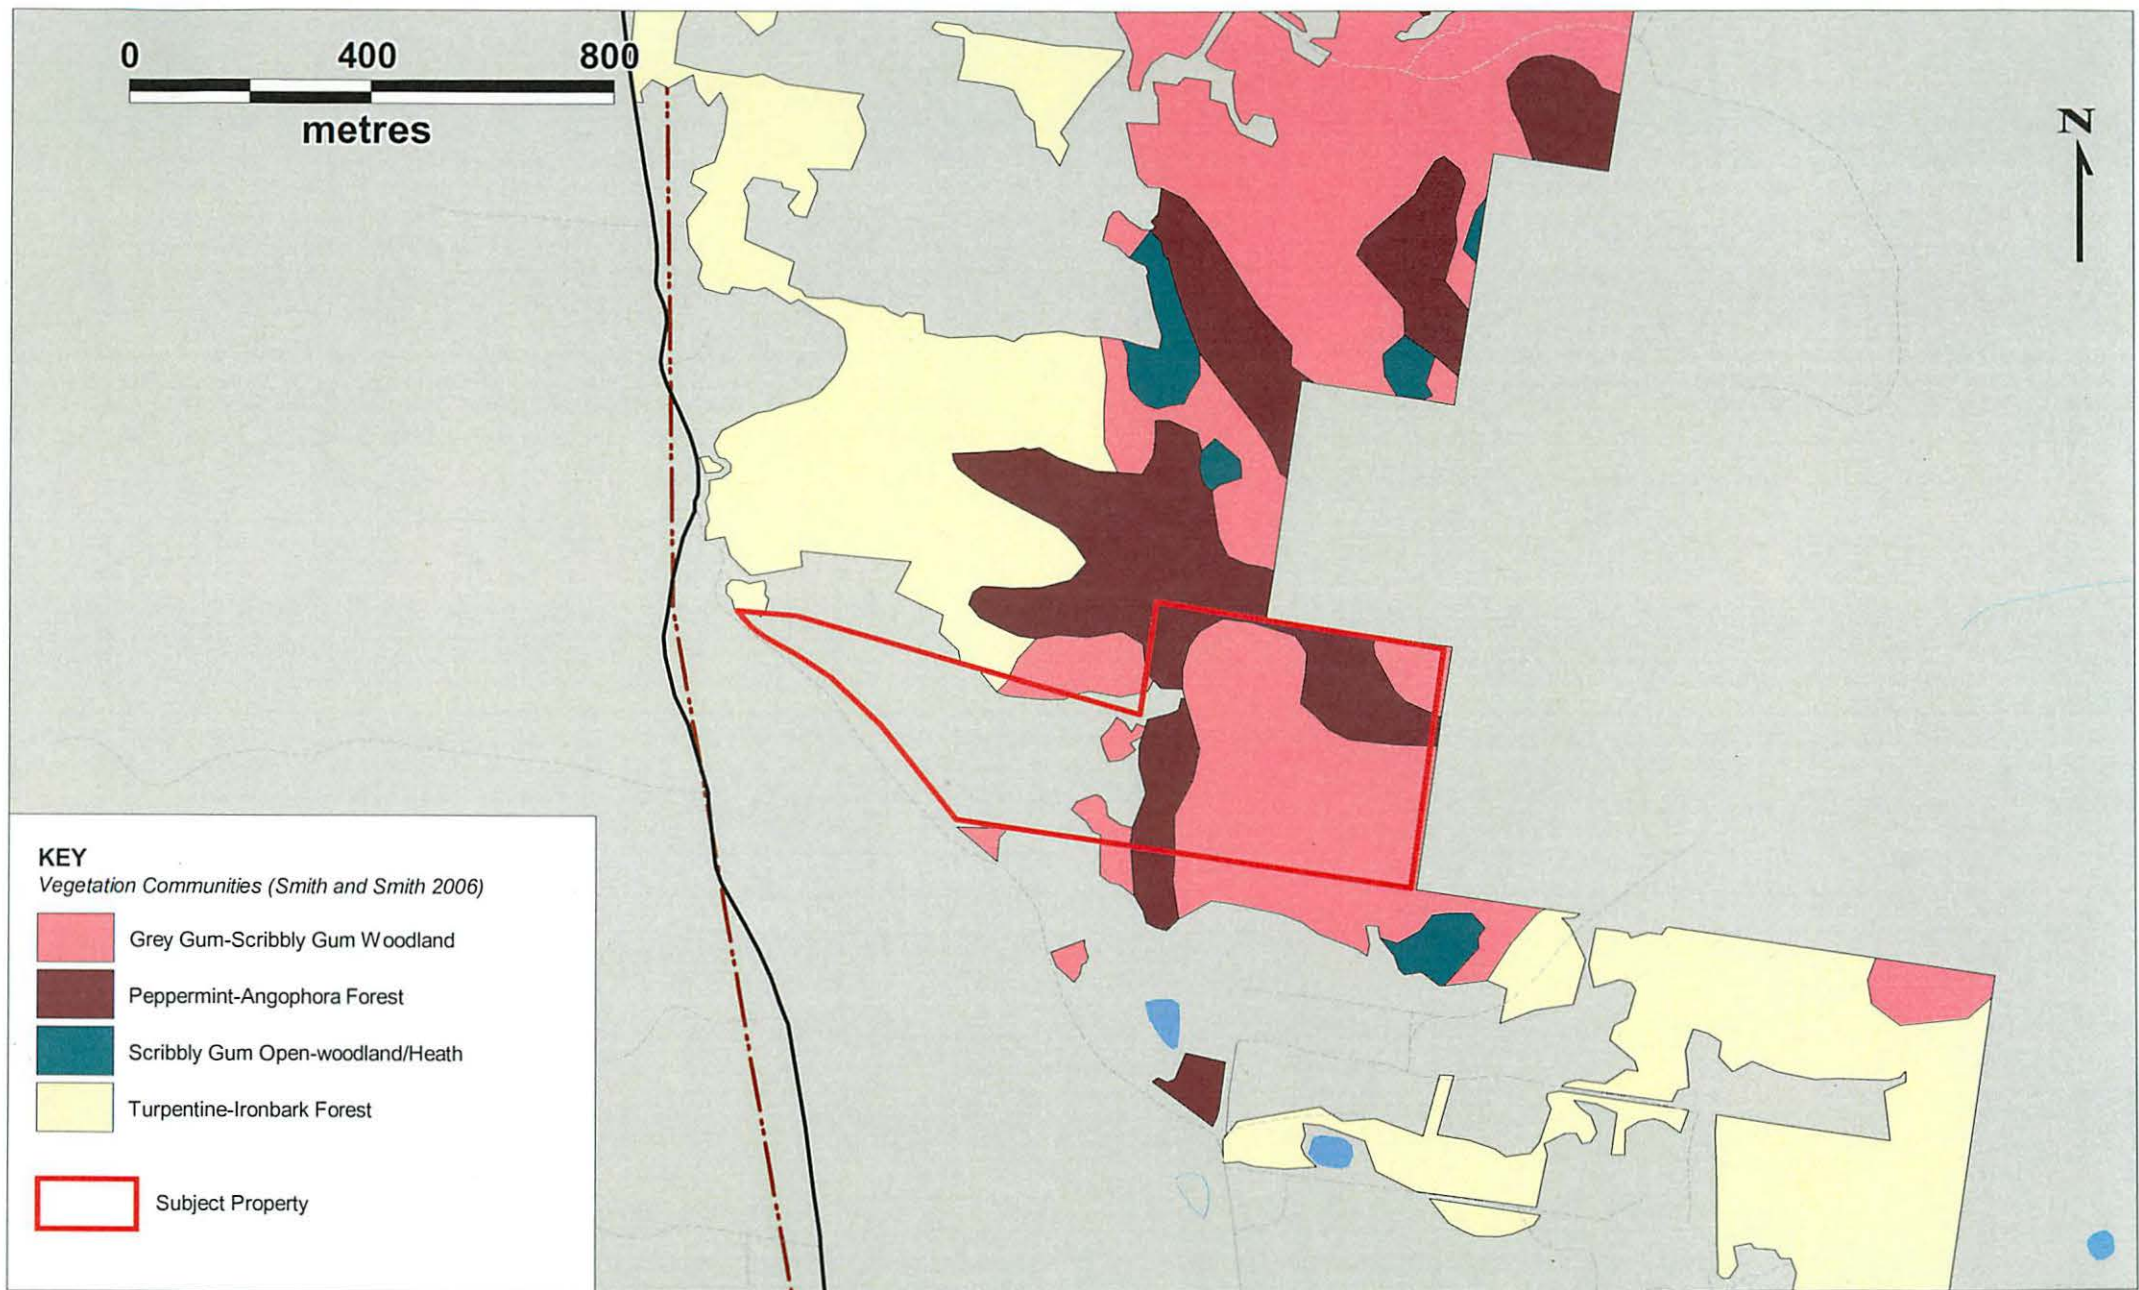 0 400 800
metres
N
KEY
Vegetation Communities (Smith and Smith 2006)
Grey Gum-Scribbly Gum Woodland
Peppermint-Angophora Forest
Scribbly Gum Open-woodland/Heath
Turpentine-Ironbark Forest
Subject Property